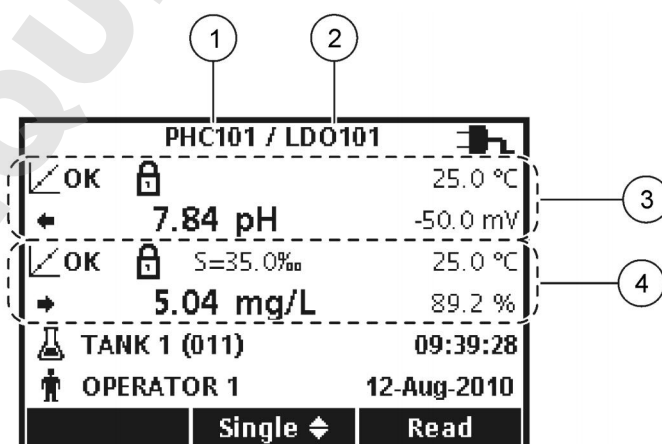 1 2
PHC101 / LDO101
OK 25.0 °C
7.84 pH -50.0 mV
3
OK S=35.0‰ 25.0 °C
5.04 mg/L 89.2 %
4
TANK 1 (011) 09:39:28
OPERATOR 1 12-Aug-2010
Single Read